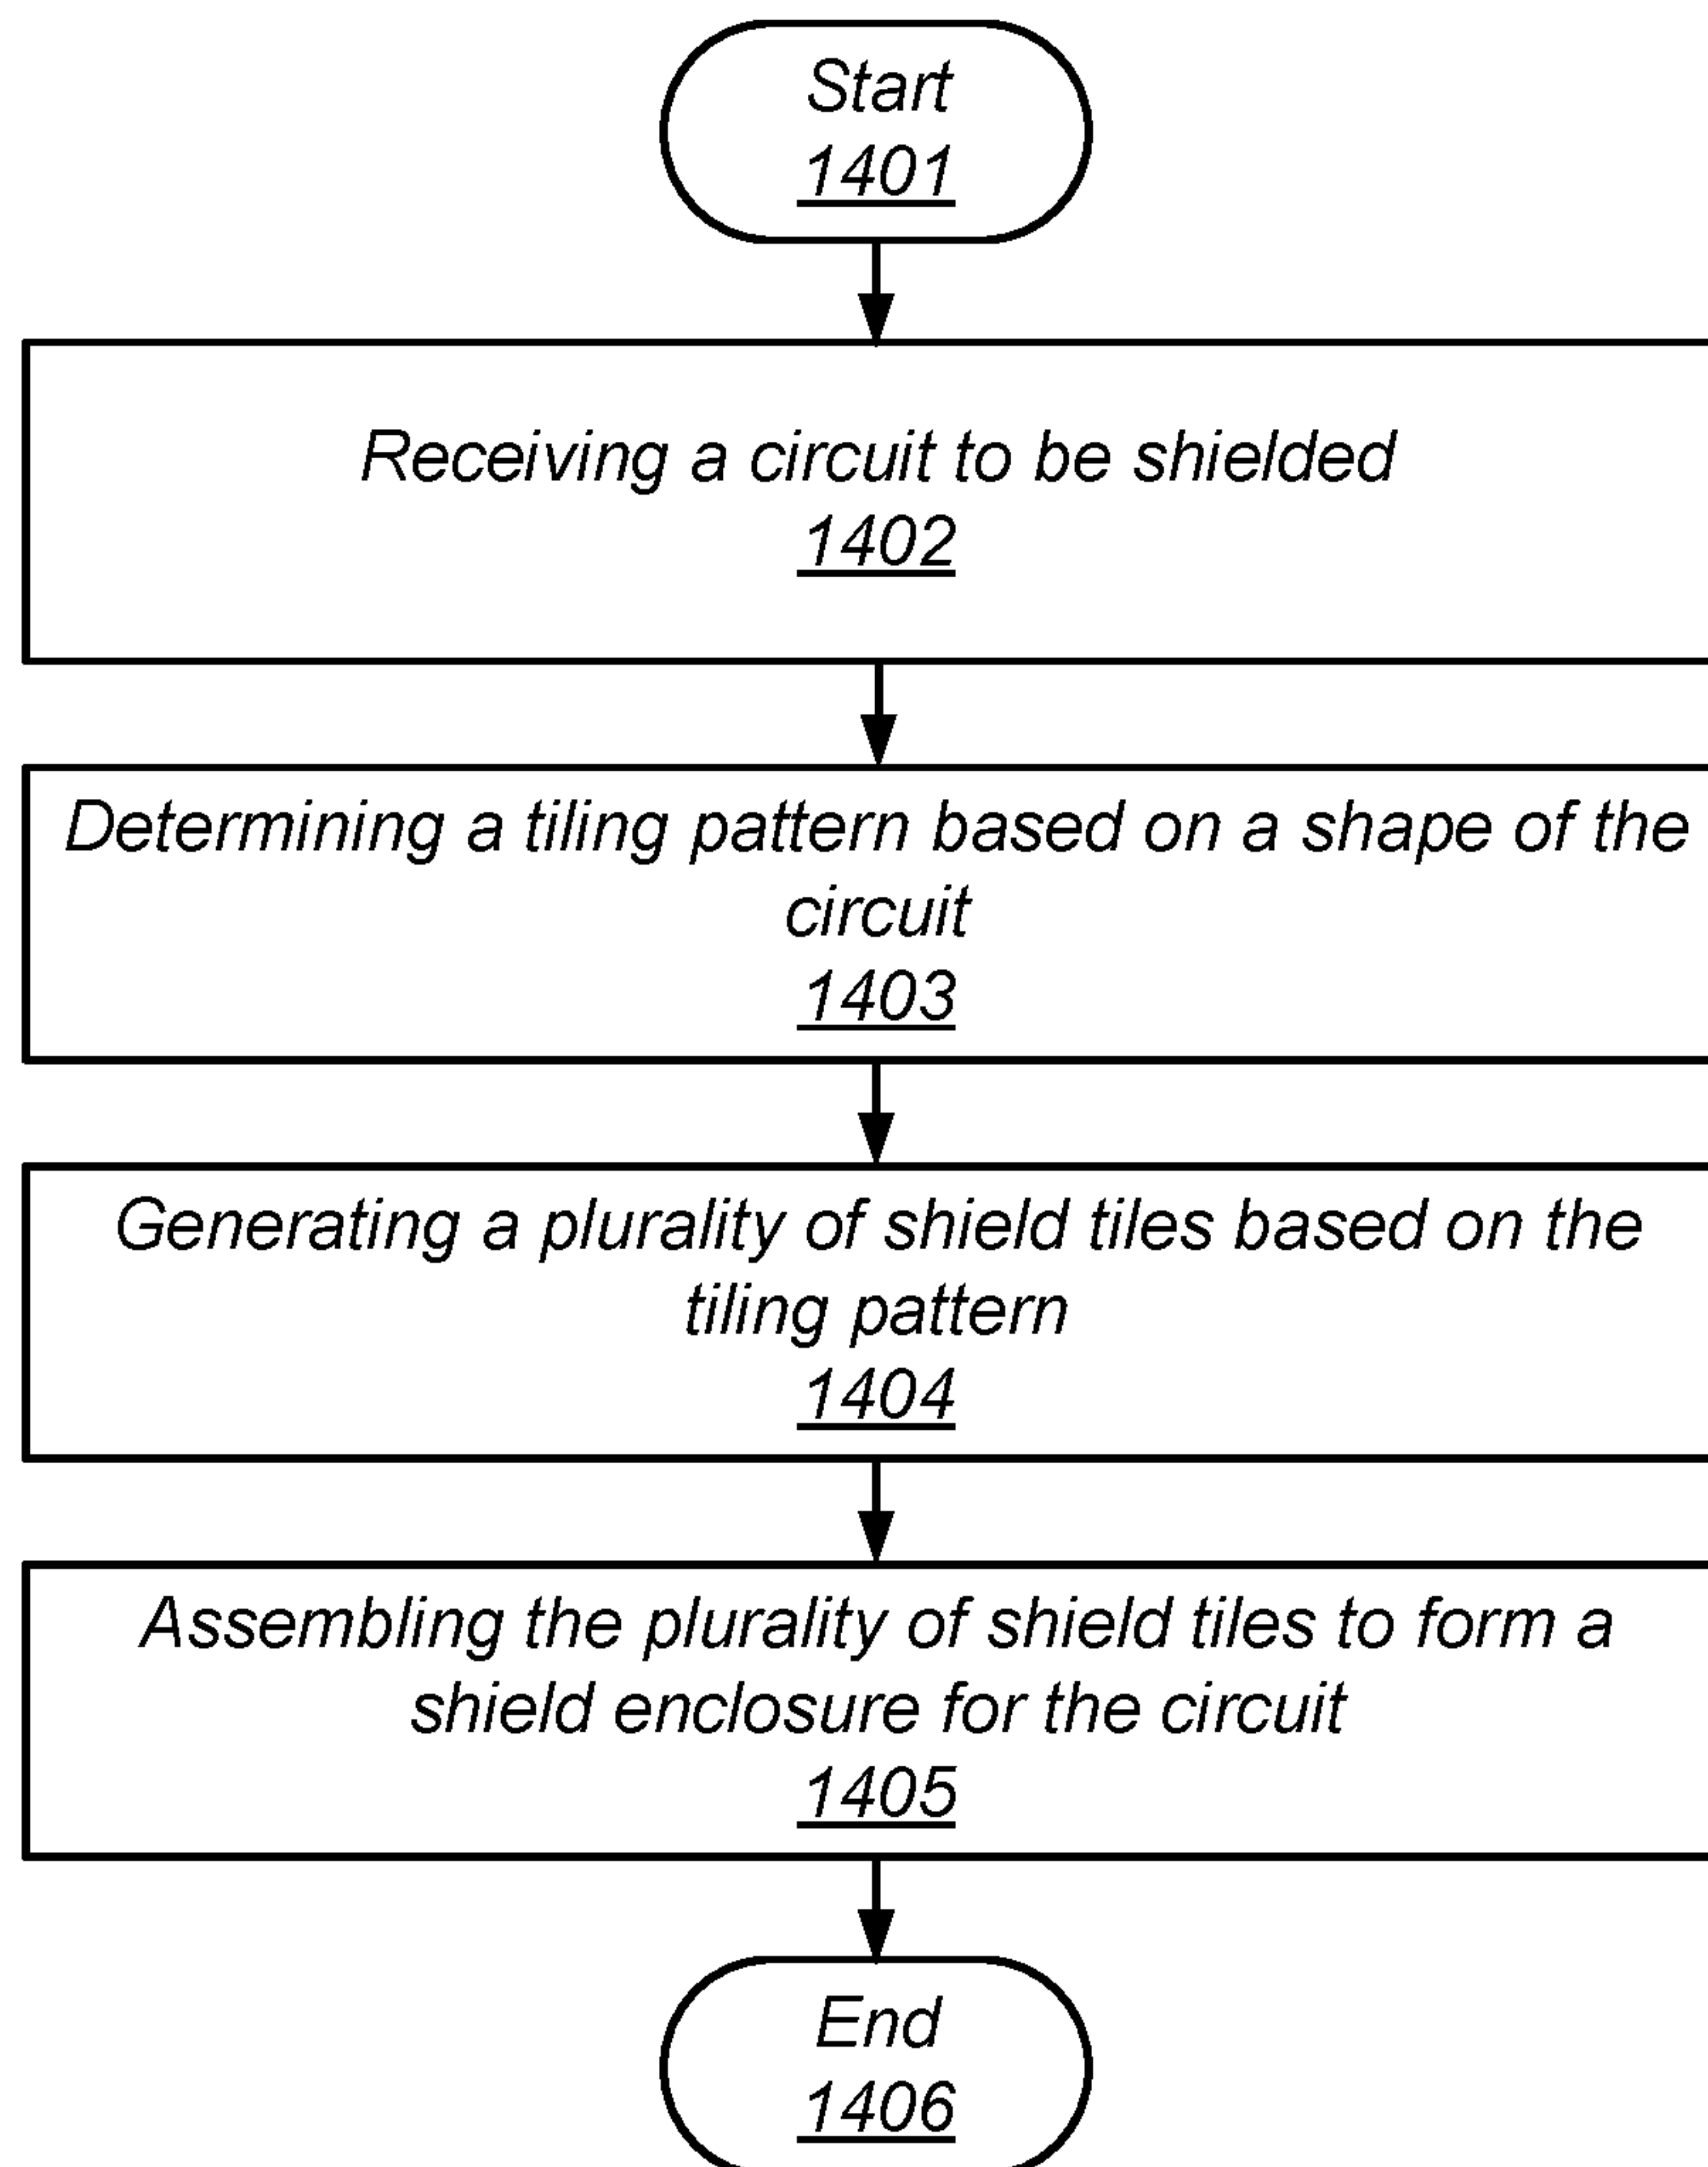 Start
1401
Receiving a circuit to be shielded
1402
Determining a tiling pattern based on a shape of the
circuit
1403
Generating a plurality of shield tiles based on the
tiling pattern
1404
Assembling the plurality of shield tiles to form a
shield enclosure for the circuit
1405
End
1406